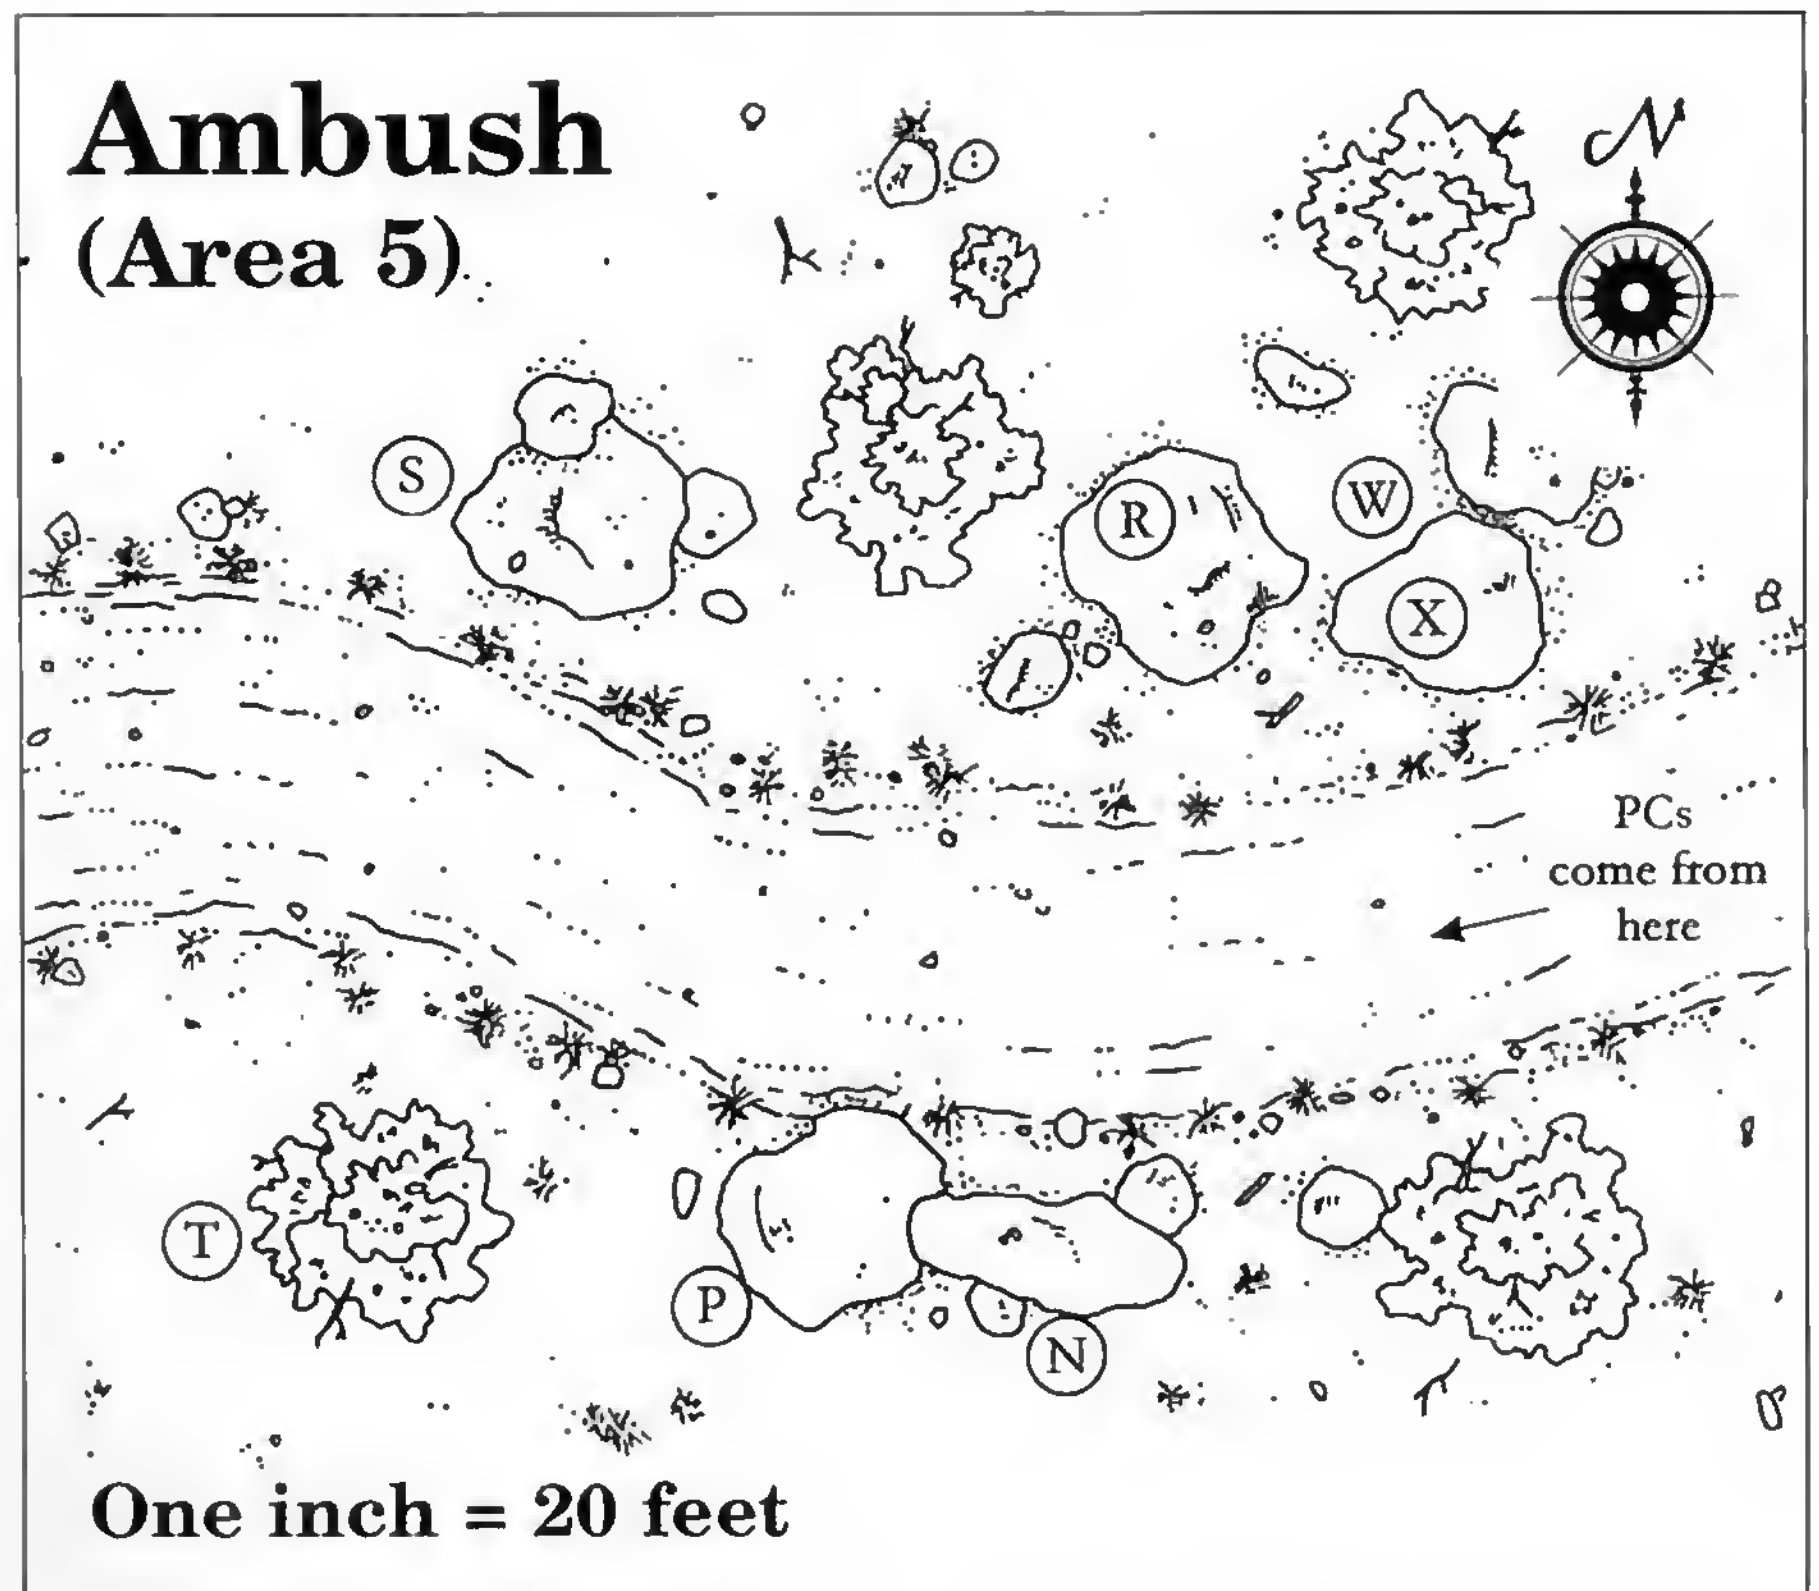 Ambush
(Area 5)
N
S
R
W
X
PCs
come from
here
T
P
N
One inch = 20 feet